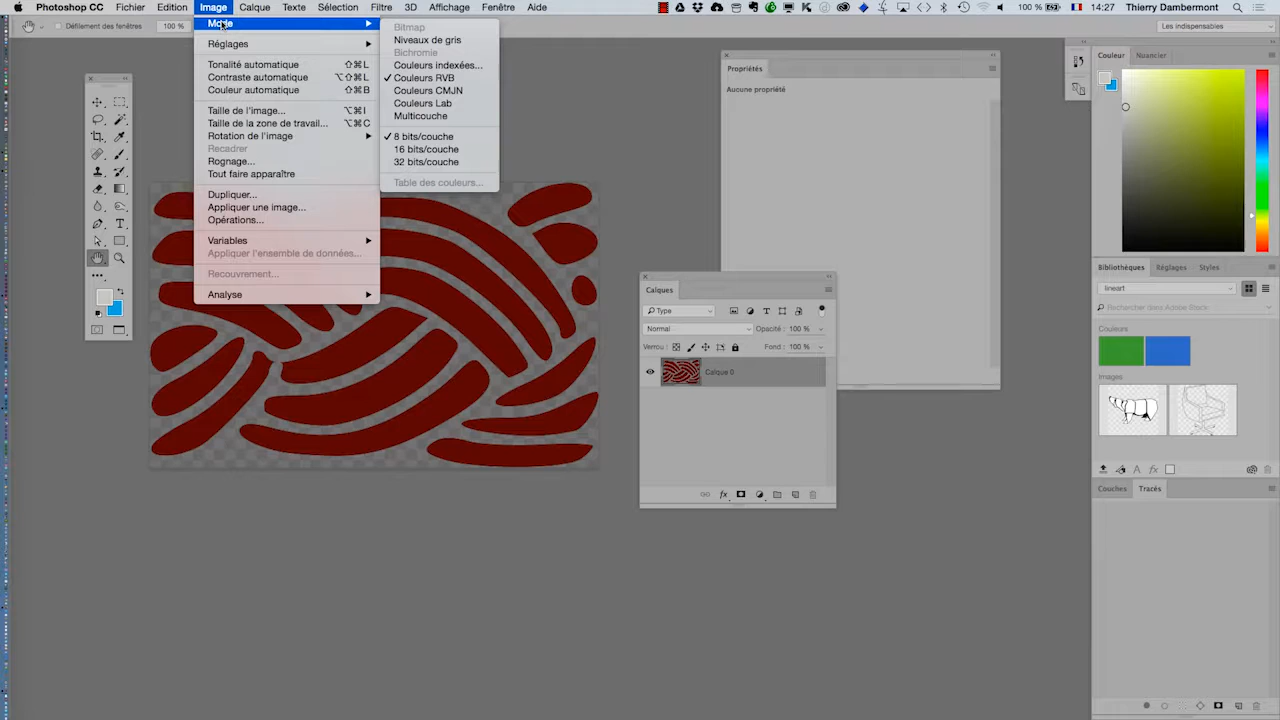 Photoshop CC Fichier Edition Image Calque Texte Sélection Filtre 3D Affichage Fenêtre Aide 100 % Jeu. 9 14:27 Thierry Dambermont
Défilement des fenêtres 100 % Les indispensables
Mode
Réglages
Tonalité automatique ⇧⌘L
Contraste automatique ⌥⇧⌘L
Couleur automatique ⇧⌘B
Taille de l'image... ⌥⌘I
Taille de la zone de travail... ⌥⌘C
Rotation de l'image
Recadrer
Rognage...
Tout faire apparaître
Dupliquer...
Appliquer une image...
Opérations...
Variables
Appliquer l'ensemble de données...
Recouvrement...
Analyse
Bitmap
Niveaux de gris
Bichromie
Couleurs indexées...
Couleurs RVB
Couleurs CMJN
Couleurs Lab
Multicouche
8 bits/couche
16 bits/couche
32 bits/couche
Table des couleurs...
Propriétés
Aucune propriété
Calques
Type
Normal Opacité : 100 %
Verrou : Fond : 100 %
Calque 0
Couleur Nuancier
Bibliothèques Réglages Styles
lineart
Rechercher dans Adobe Stock
Couleurs
Images
Couches Tracés